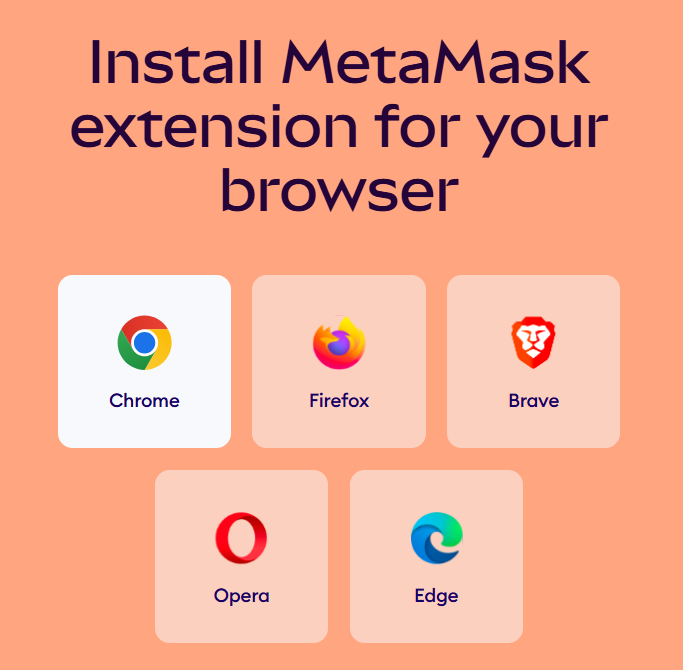 Install MetaMask
extension for your
browser
Chrome
Firefox
Brave
Opera
Edge